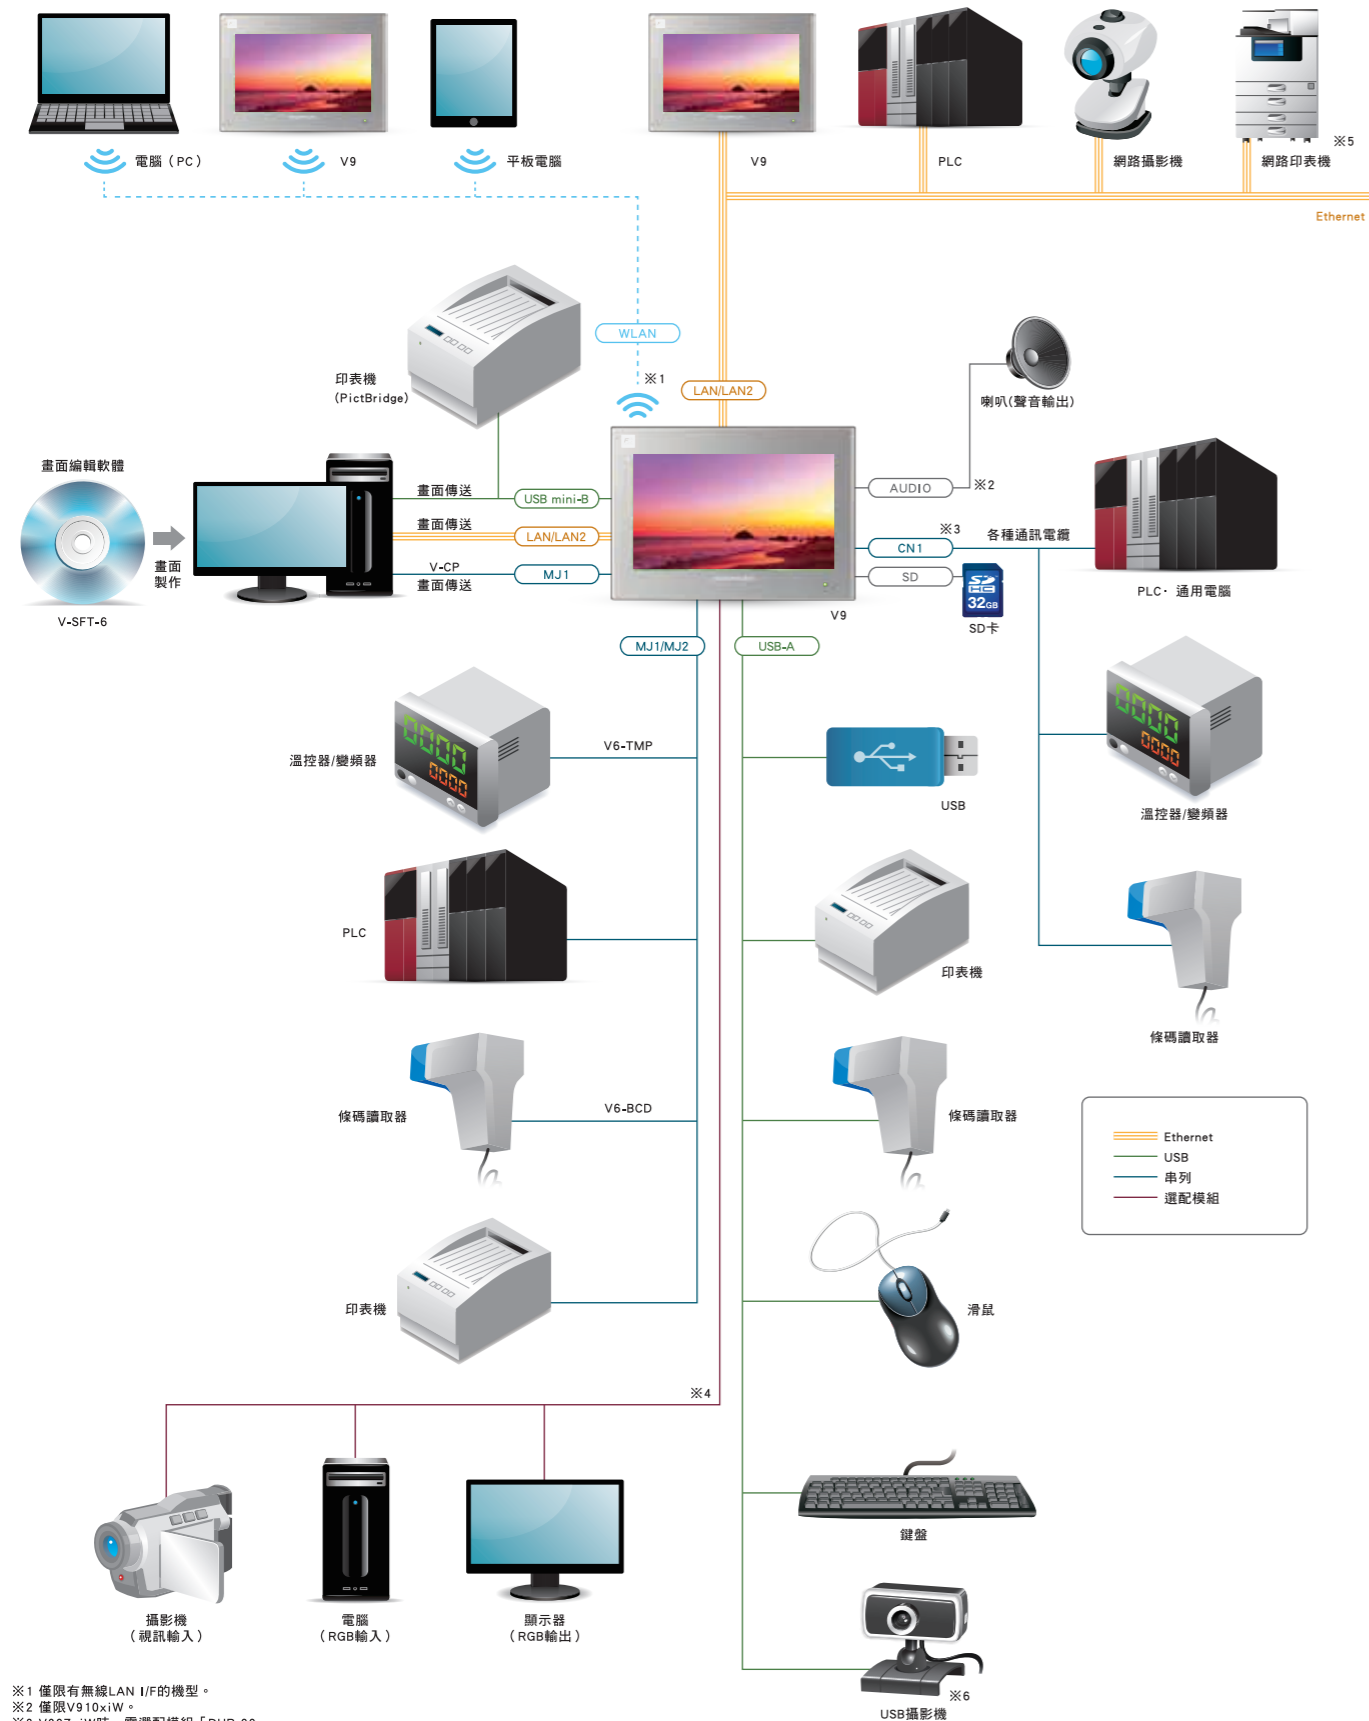 電腦（PC）
V9
平板電腦
V9
PLC
網路攝影機
※5
網路印表機
Ethernet
WLAN
※1
印表機
(PictBridge)
LAN/LAN2
喇叭(聲音輸出)
畫面編輯軟體
畫面傳送
USB mini-B
AUDIO
※2
畫面傳送
LAN/LAN2
※3
各種通訊電纜
CN1
畫面
製作
V-CP
畫面傳送
MJ1
SD
SD
HC
32GB
SD卡
PLC・通用電腦
V-SFT-6
V9
MJ1/MJ2
USB-A
溫控器/變頻器
V6-TMP
USB
溫控器/變頻器
PLC
印表機
條碼讀取器
條碼讀取器
V6-BCD
條碼讀取器
Ethernet
USB
串列
選配模組
印表機
滑鼠
※4
鍵盤
攝影機
（視訊輸入）
電腦
（RGB輸入）
顯示器
（RGB輸出）
※6
USB攝影機
※1 僅限有無線LAN I/F的機型。
※2 僅限V910xiW。